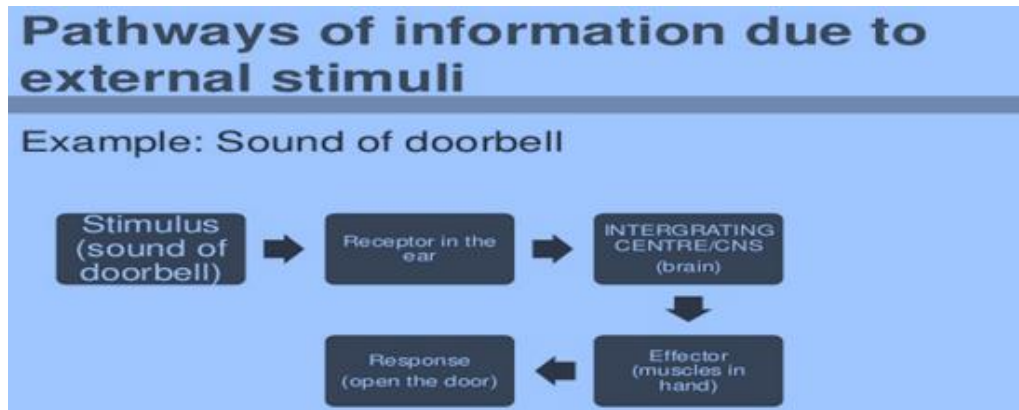 Pathways of information due to
external stimuli
Example: Sound of doorbell
Stimulus
(sound of
doorbell)
Receptor in the
ear
INTERGRATING
CENTRE/CNS
(brain)
Effector
(muscles in
hand)
Response
(open the door)